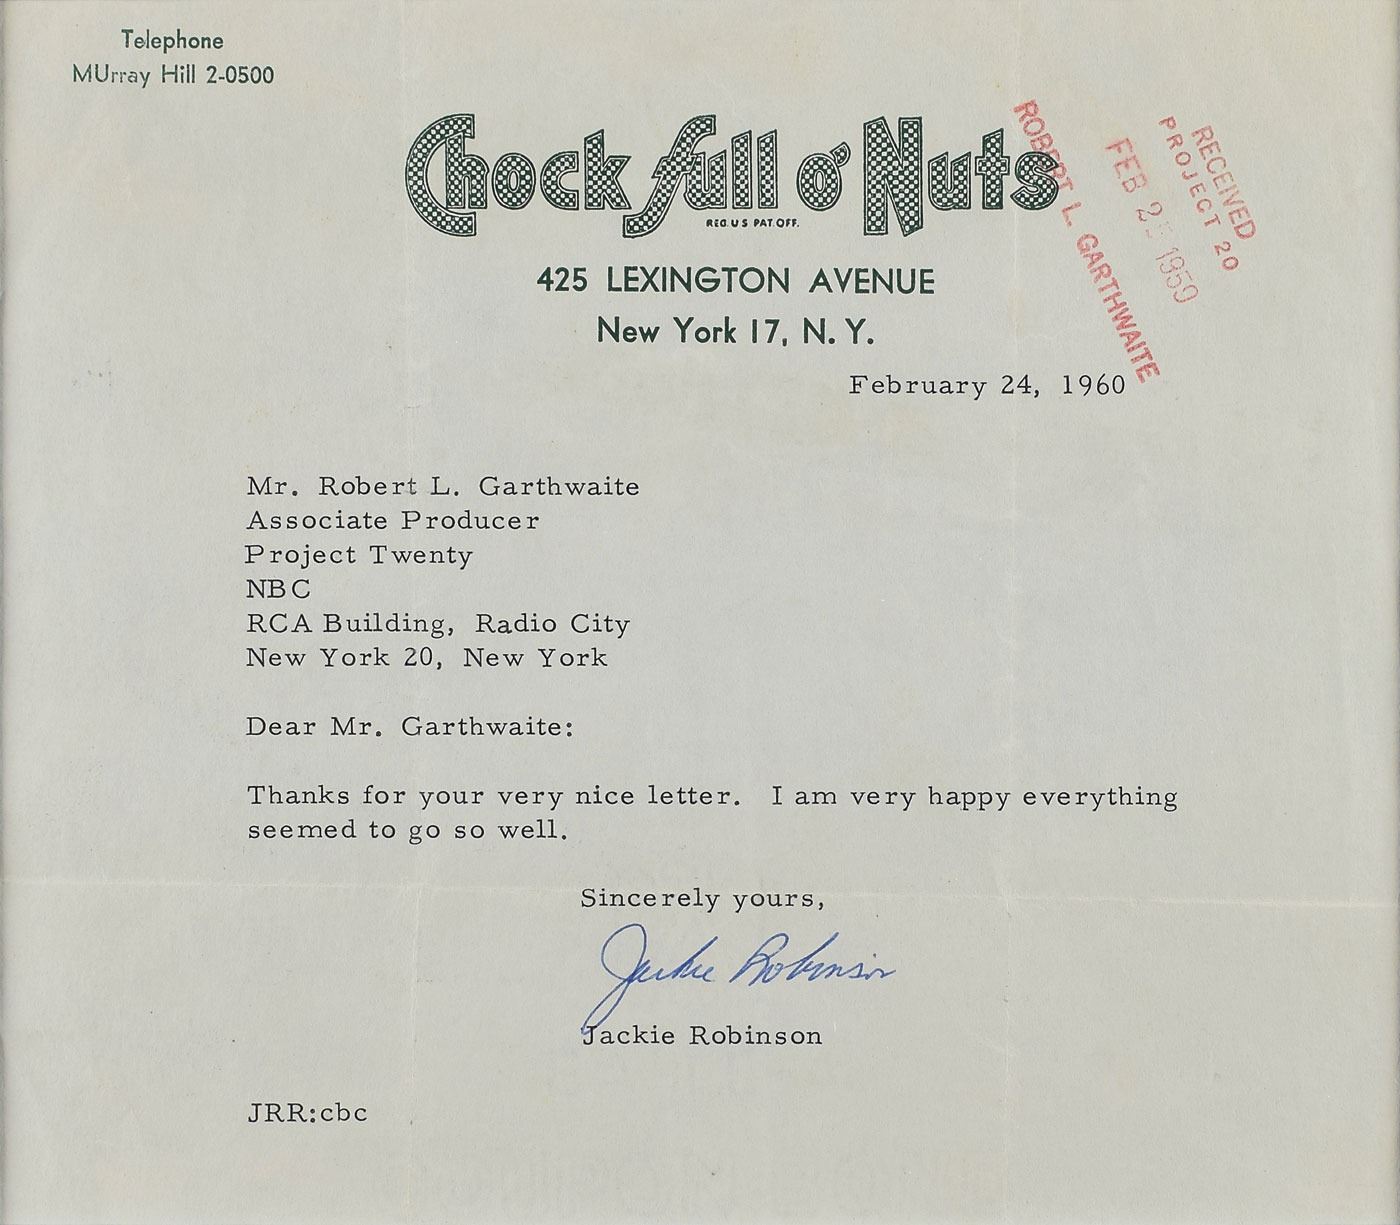 Telephone
MUrray Hill 2-0500
Chock full o' Nuts
REG. U S PAT. OFF.
425 LEXINGTON AVENUE
New York 17, N. Y.
ROBERT L. GARTHWAITE
FEB 25 1959
RECEIVED
PROJECT 20
February 24, 1960
Mr. Robert L. Garthwaite
Associate Producer
Project Twenty
NBC
RCA Building, Radio City
New York 20, New York
Dear Mr. Garthwaite:
Thanks for your very nice letter. I am very happy everything
seemed to go so well.
Sincerely yours,
Jackie Robinson
Jackie Robinson
JRR:cbc